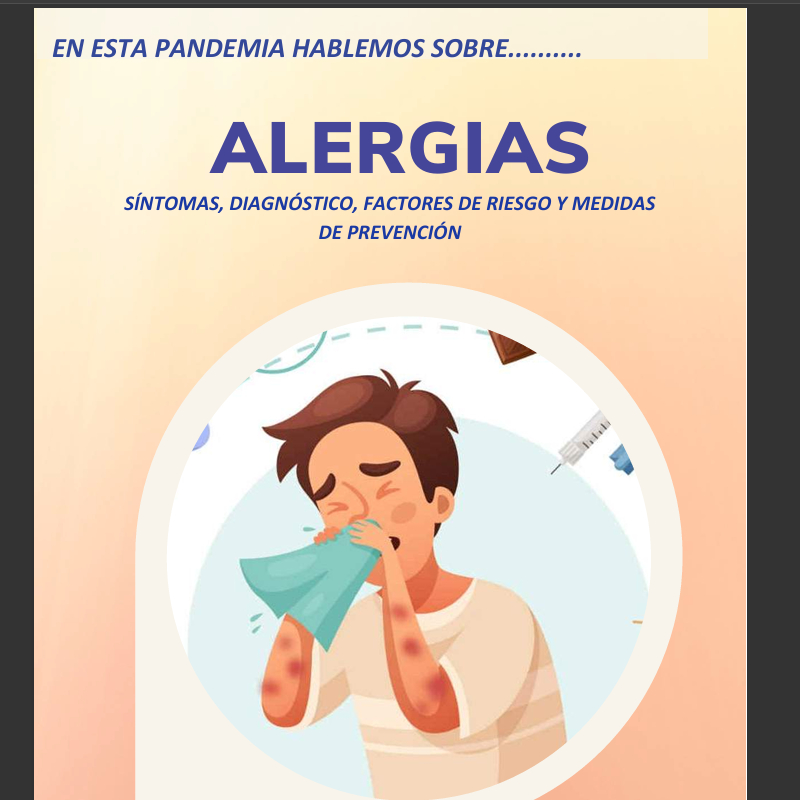 EN ESTA PANDEMIA HABLEMOS SOBRE..........
ALERGIAS
SÍNTOMAS, DIAGNÓSTICO, FACTORES DE RIESGO Y MEDIDAS
DE PREVENCIÓN